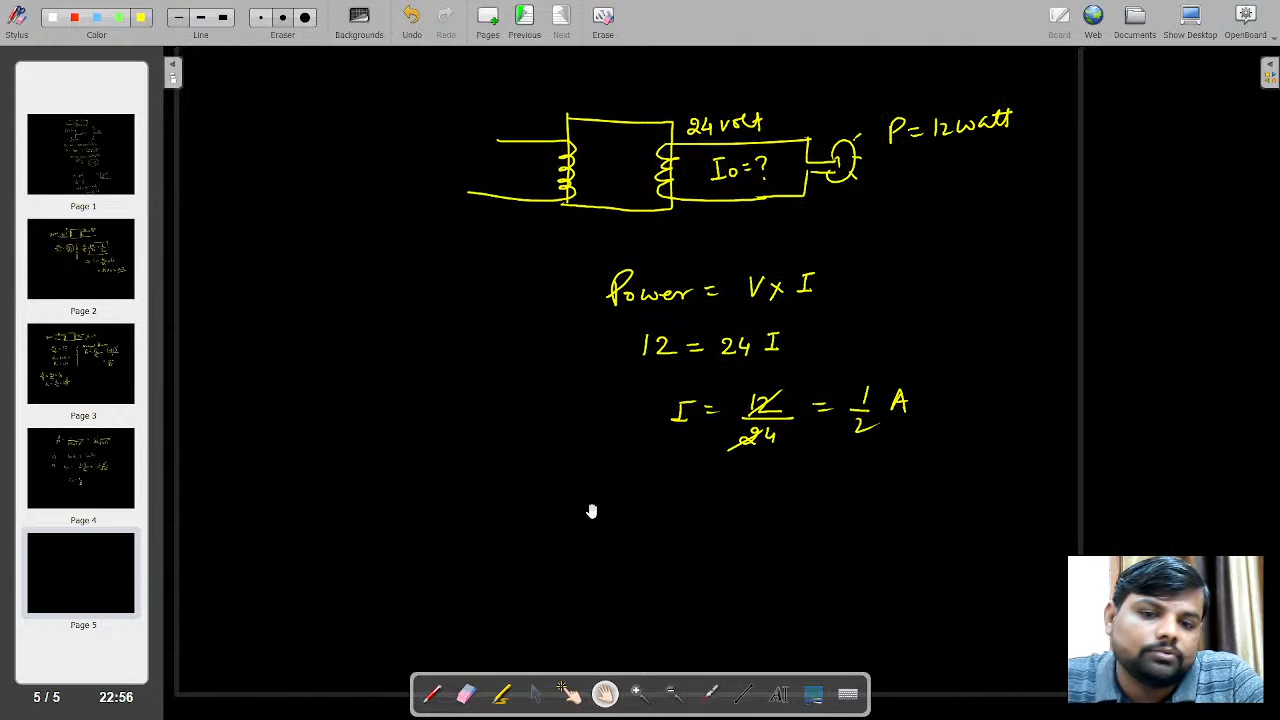 Stylus Color Line Eraser Backgrounds Undo Redo Pages Previous Next Erase Board Web Documents Show Desktop OpenBoard
24 volt P = 12 watt
Io = ?
Power = V × I
12 = 24 I
I = 12/24 = 1/2 A
Page 1
Page 2
Page 3
Page 4
Page 5
5 / 5 22:56